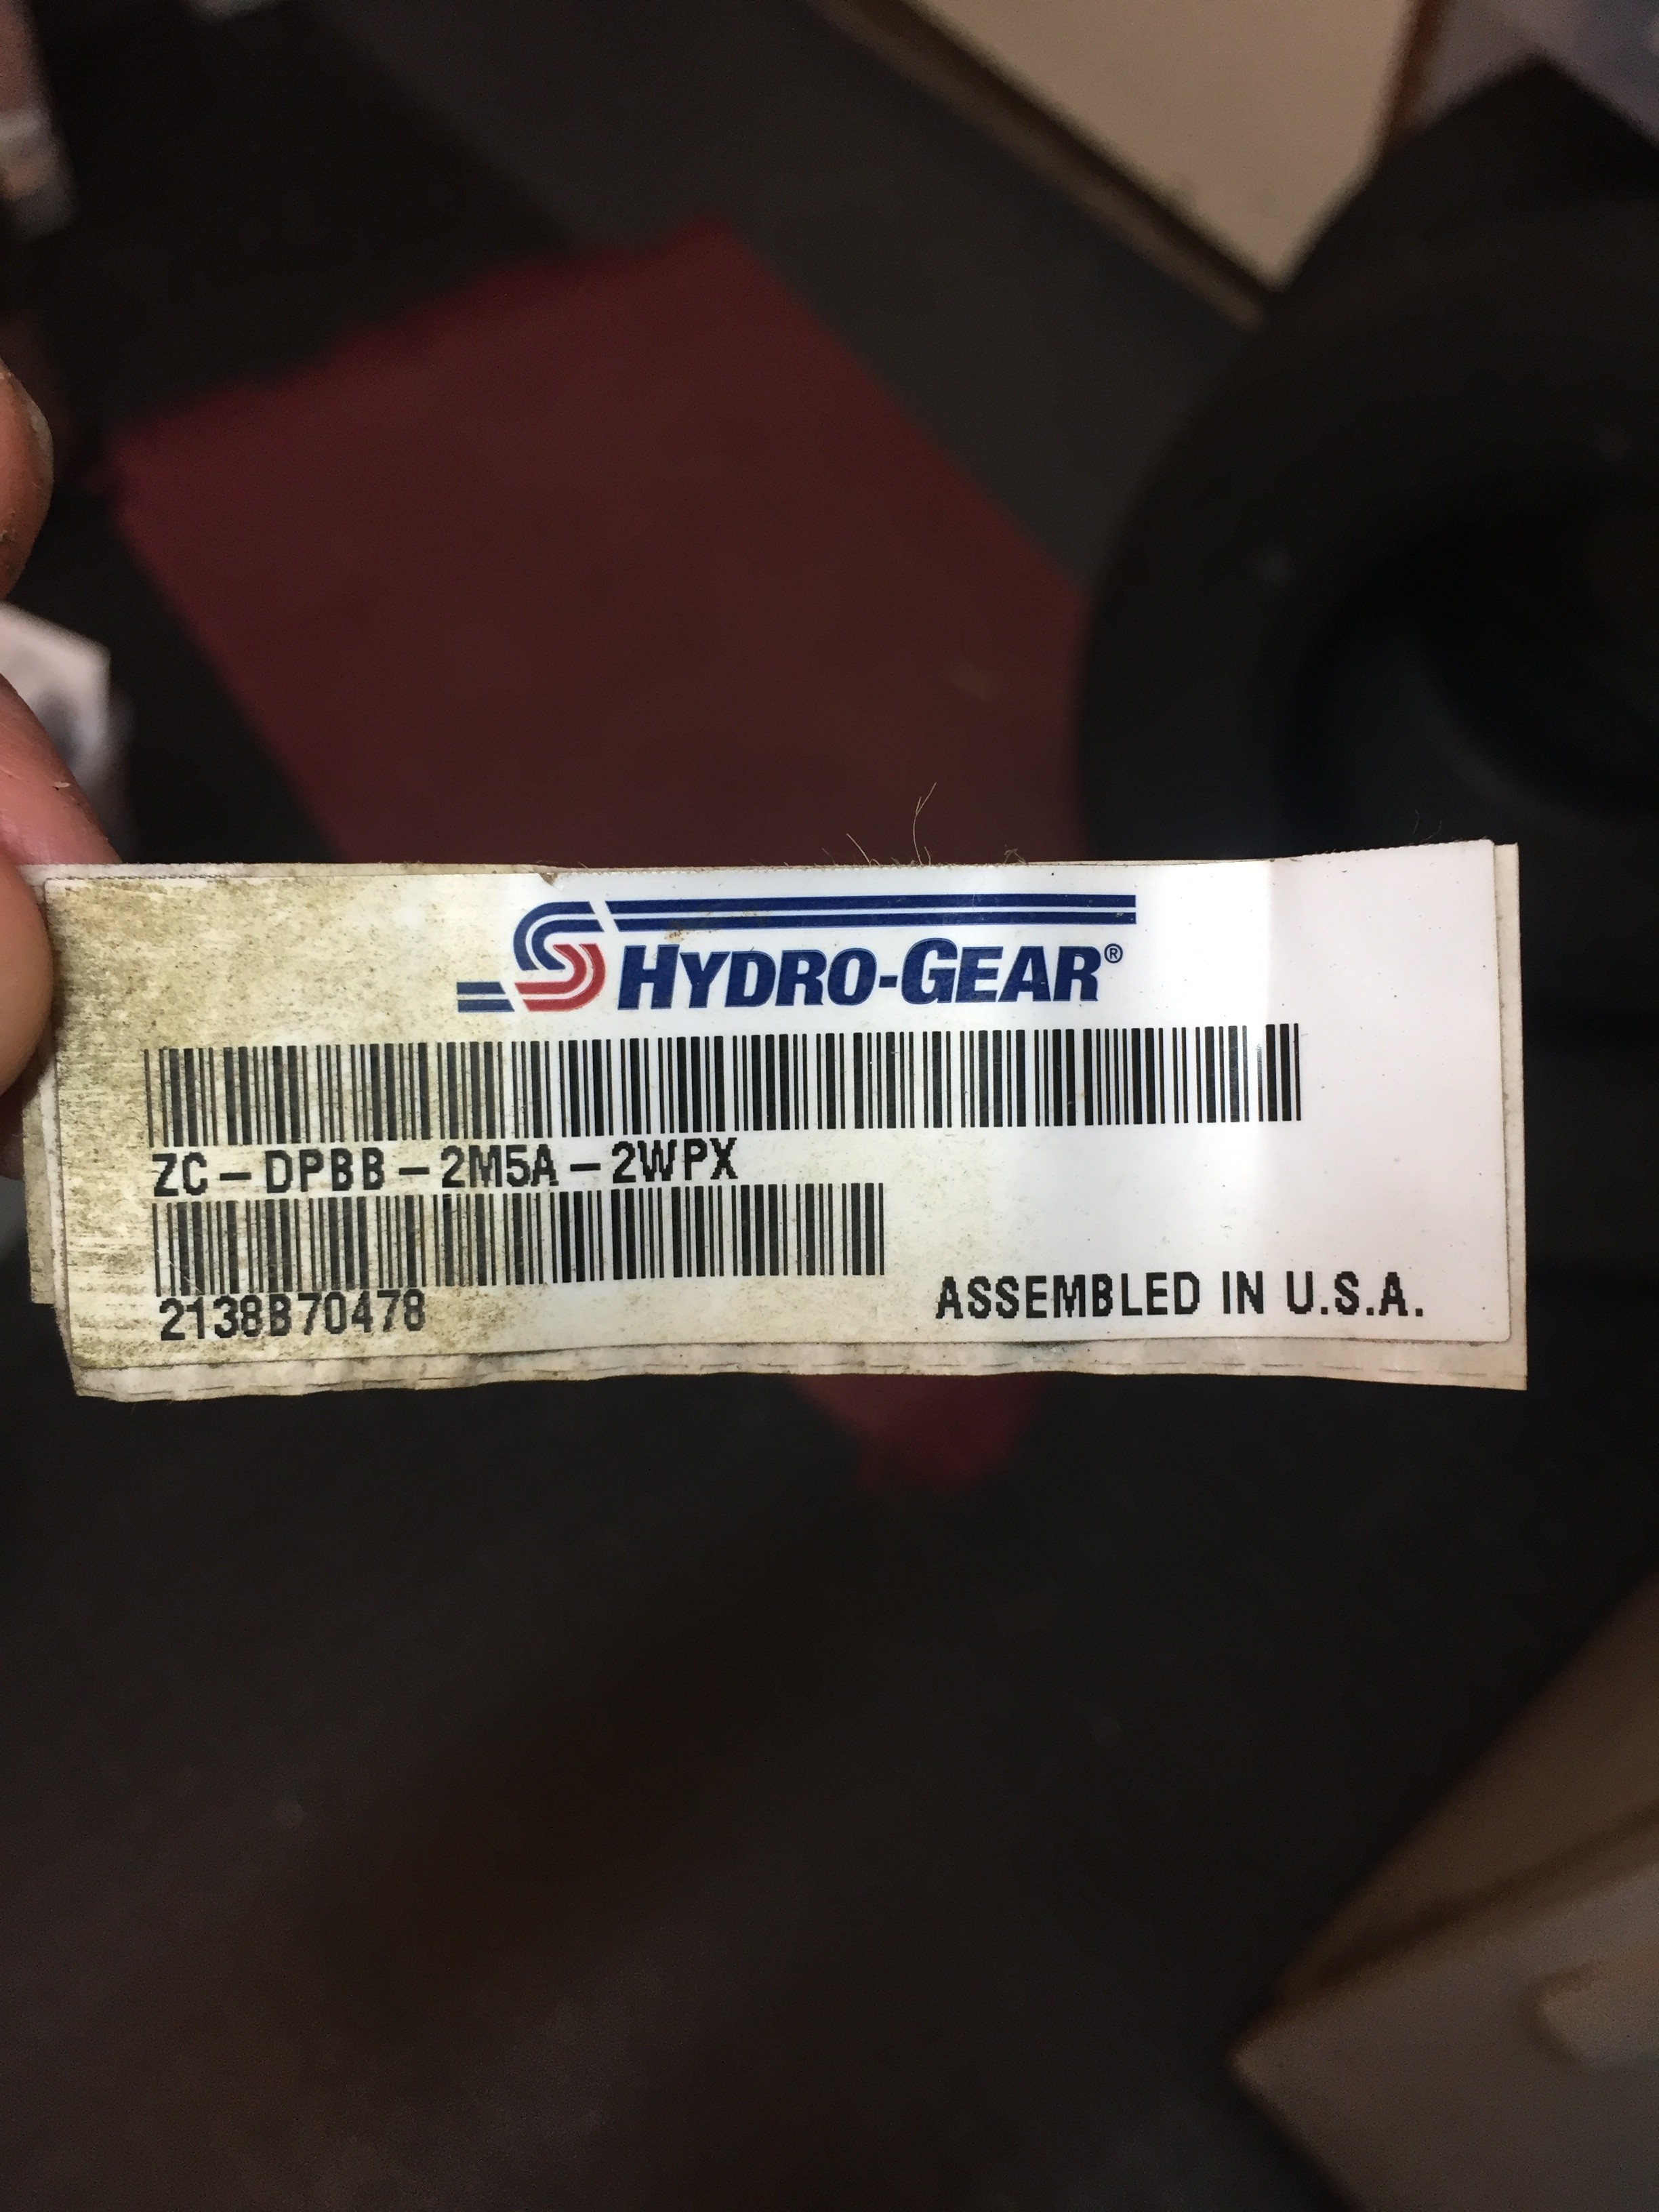 HYDRO-GEAR®
ZC-DPBB-2M5A-2WPX
2138B70478
ASSEMBLED IN U.S.A.